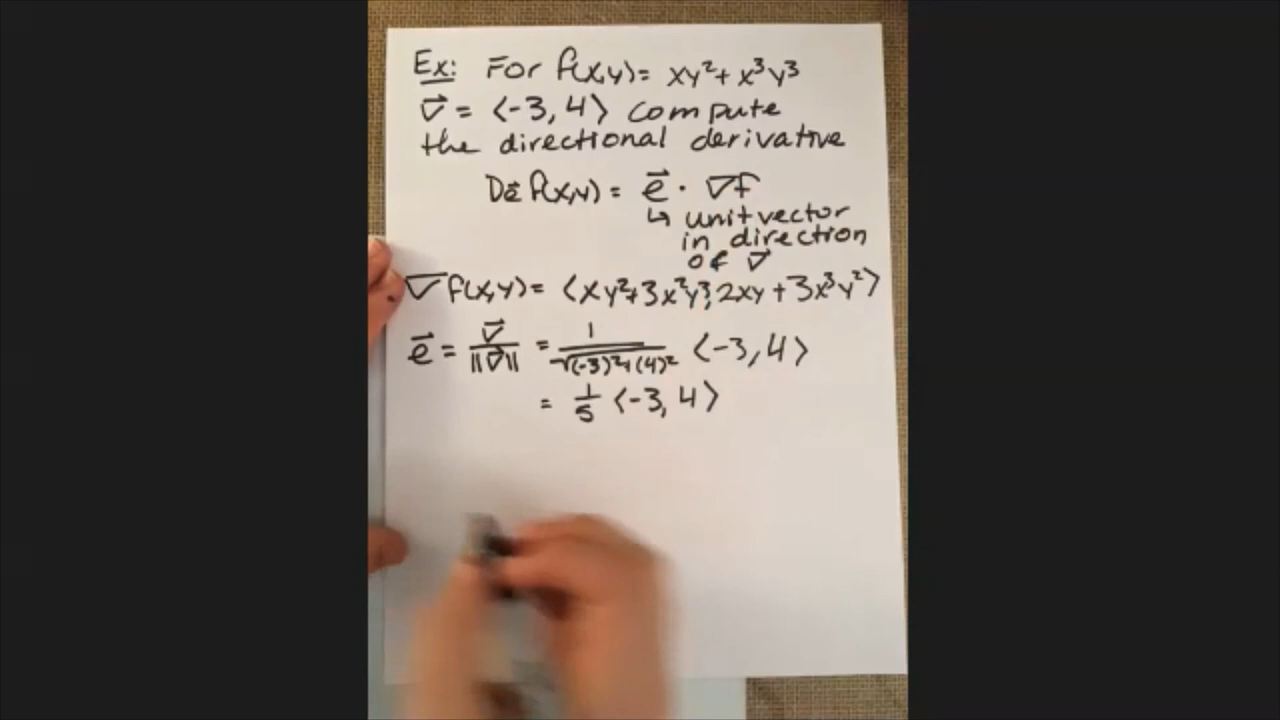 Ex: For f(x,y) = xy² + x³y³
v⃗ = ⟨-3, 4⟩ compute
the directional derivative
De⃗ f(x,y) = e⃗ · ∇f
↳ unit vector
in direction
of v⃗
∇f(x,y) = ⟨xy²+3x²y³, 2xy + 3x³y²⟩
e⃗ = v⃗/||v⃗|| = 1/√(-3)²+(4)² ⟨-3, 4⟩
= 1/5 ⟨-3, 4⟩